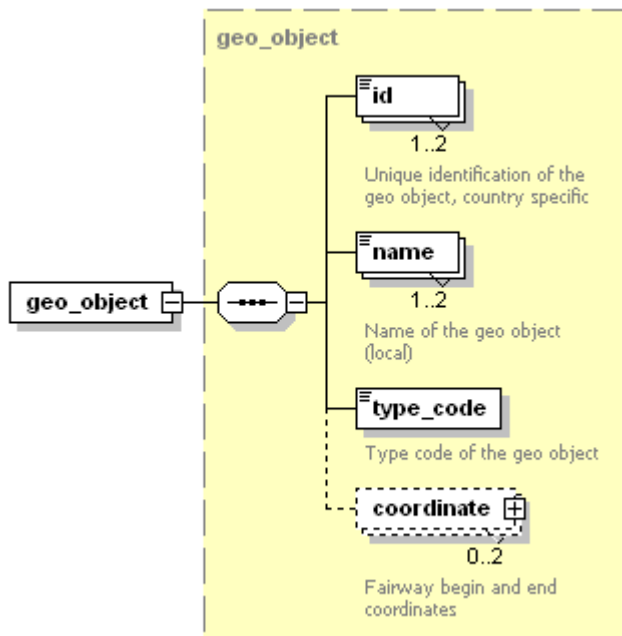 geo_object
id
1..2
Unique identification of the
geo object, country specific
name
1..2
Name of the geo object
(local)
geo_object
type_code
Type code of the geo object
coordinate
0..2
Fairway begin and end
coordinates